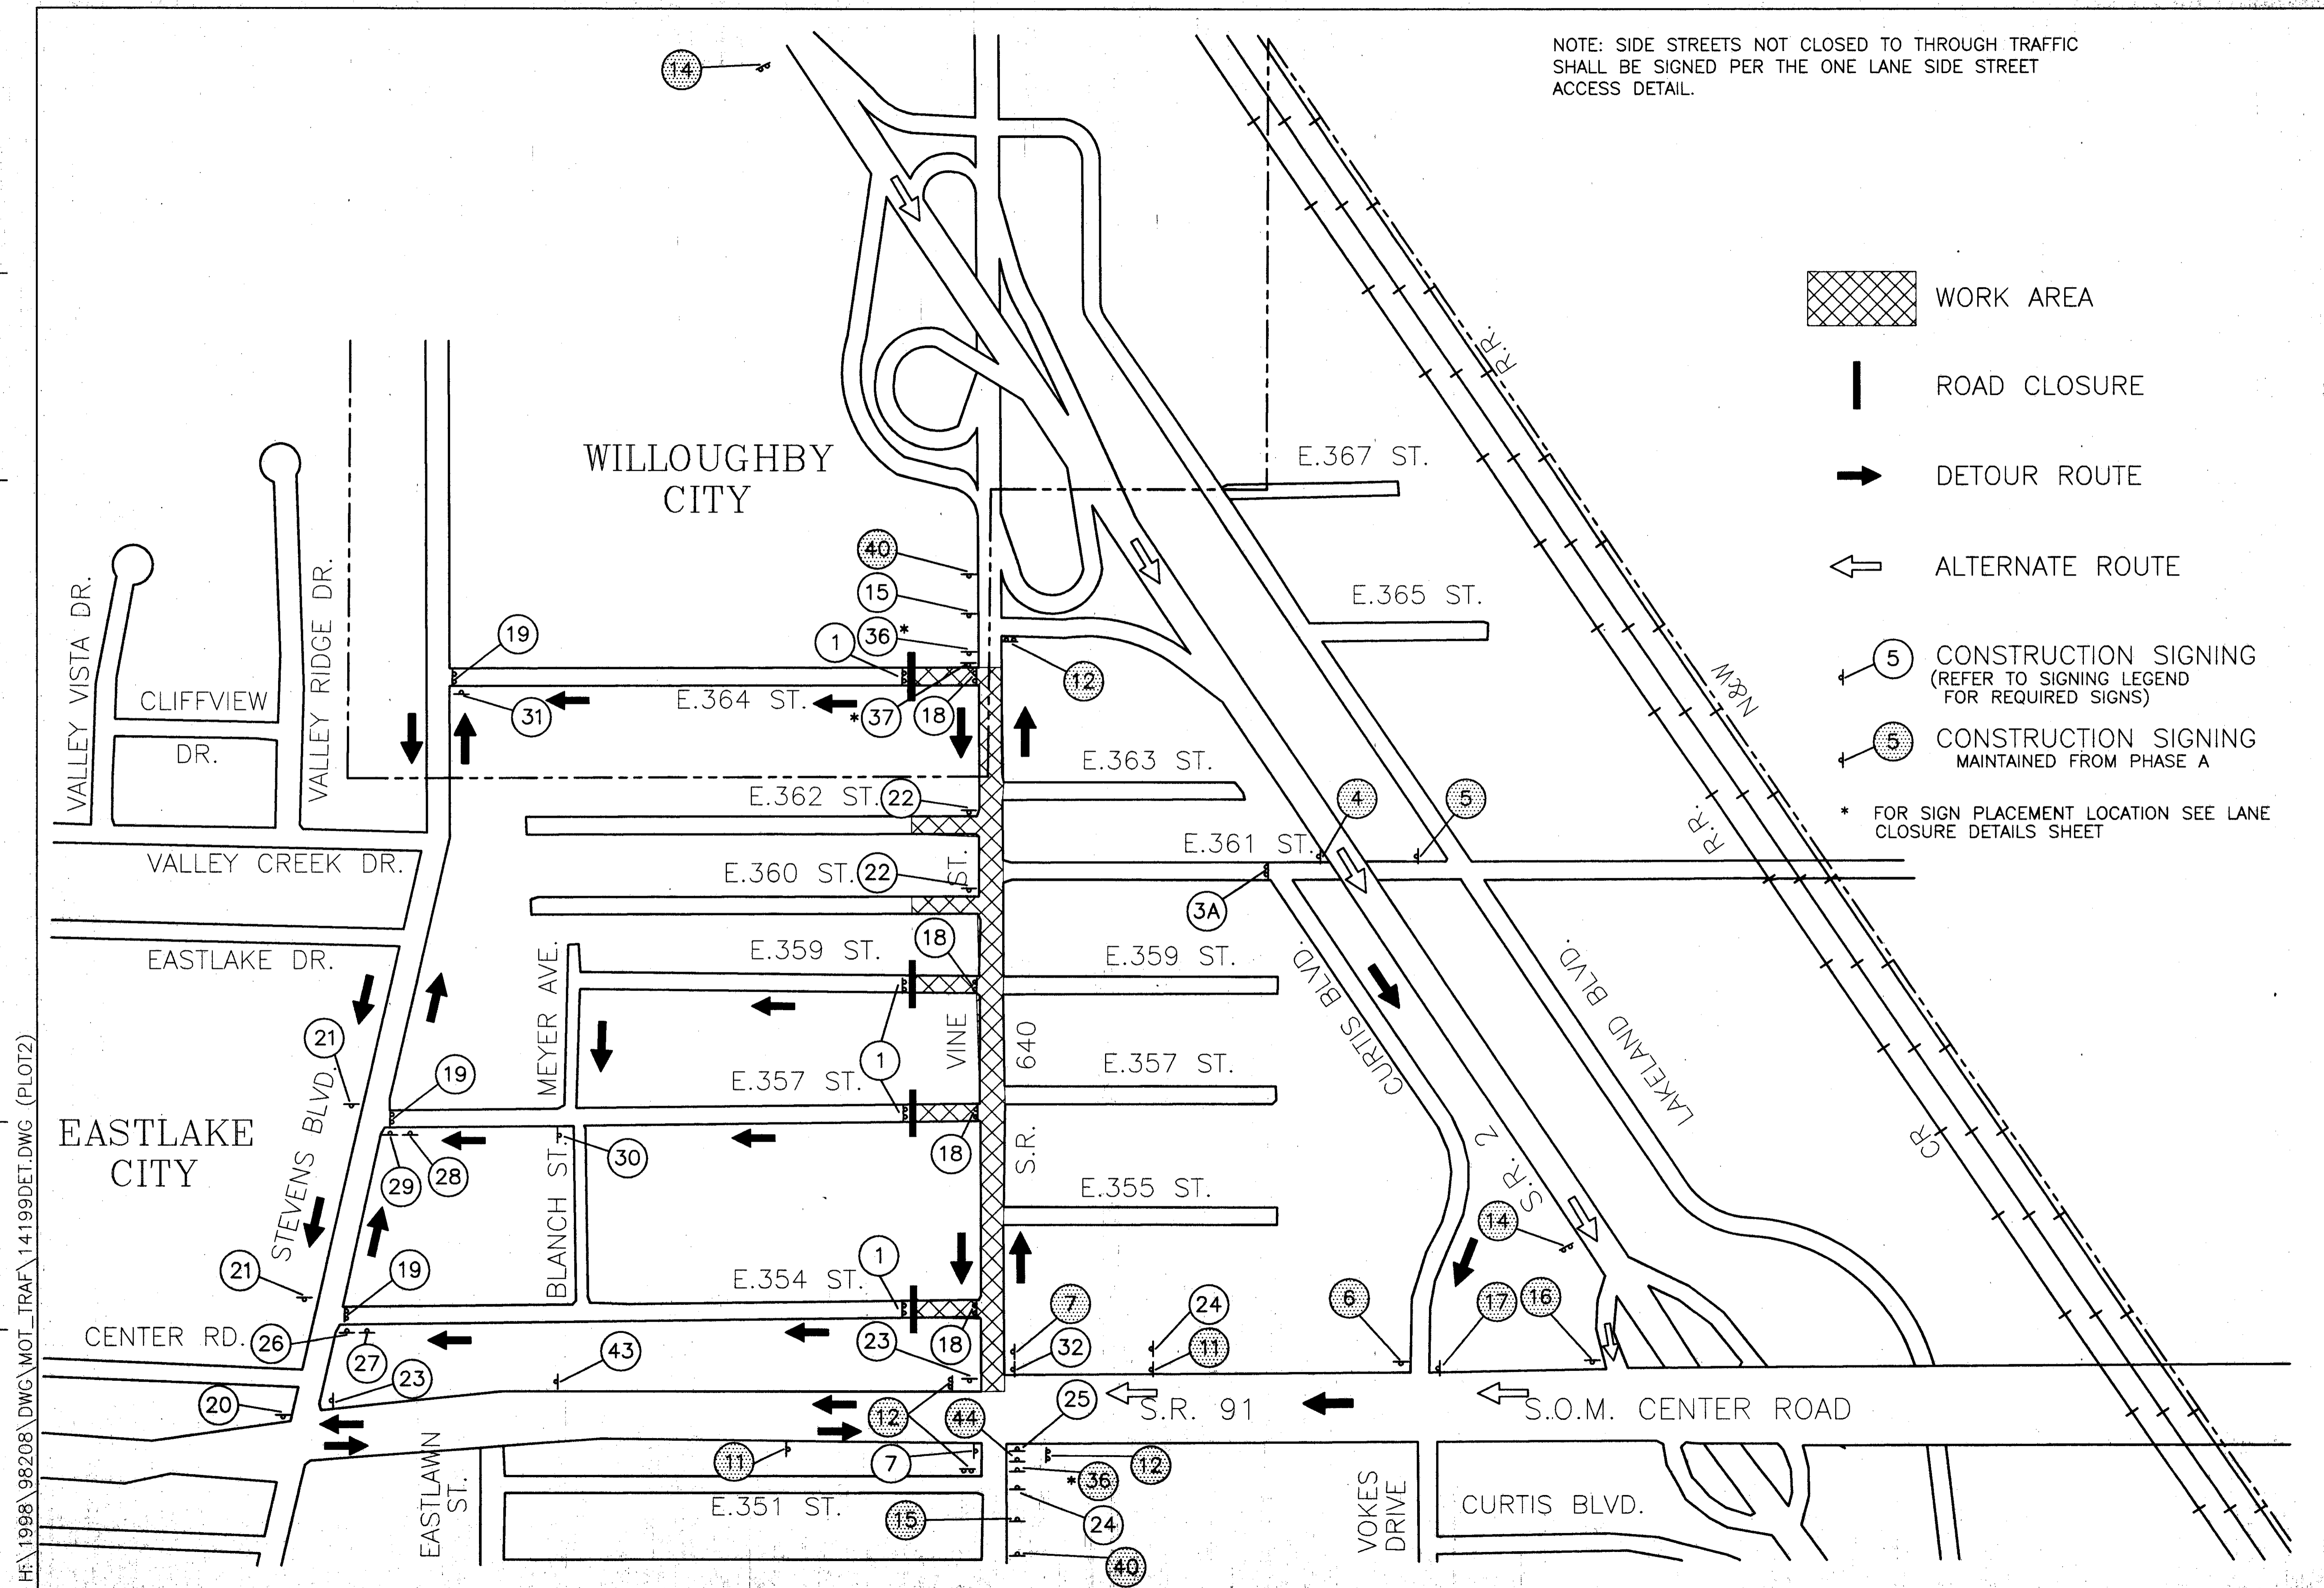 NOTE: SIDE STREETS NOT CLOSED TO THROUGH TRAFFIC
SHALL BE SIGNED PER THE ONE LANE SIDE STREET
ACCESS DETAIL.
14
WORK AREA
ROAD CLOSURE
DETOUR ROUTE
ALTERNATE ROUTE
5
CONSTRUCTION SIGNING
(REFER TO SIGNING LEGEND
FOR REQUIRED SIGNS)
5
CONSTRUCTION SIGNING
MAINTAINED FROM PHASE A
* FOR SIGN PLACEMENT LOCATION SEE LANE
CLOSURE DETAILS SHEET
WILLOUGHBY
CITY
R.R.
E.367 ST.
40
15
E.365 ST.
VALLEY VISTA DR.
VALLEY RIDGE DR.
19
1
36 *
12
N&W
CLIFFVIEW
DR.
31
E.364 ST.
* 37
18
E.363 ST.
E.362 ST.
22
4
5
R.R.
VALLEY CREEK DR.
E.361 ST.
E.360 ST.
22
ST.
3A
EASTLAKE DR.
MEYER AVE.
E.359 ST.
18
E.359 ST.
CURTIS BLVD.
LAKELAND BLVD.
21
1
VINE
640
E.357 ST.
19
E.357 ST.
EASTLAKE
CITY
STEVENS BLVD.
29
28
30
18
S.R.
S.R. 2
CR
E.355 ST.
BLANCH ST.
14
21
19
1
E.354 ST.
7
24
6
17
16
CENTER RD.
26
27
43
23
18
32
11
23
20
12
44
25
S.R. 91
S.O.M. CENTER ROAD
11
7
12
* 36
EASTLAWN
ST.
E.351 ST.
15
24
VOKES
DRIVE
CURTIS BLVD.
40
H:\1998\98208\DWG\MOT_TRAF\14199DET.DWG (PLOT2)